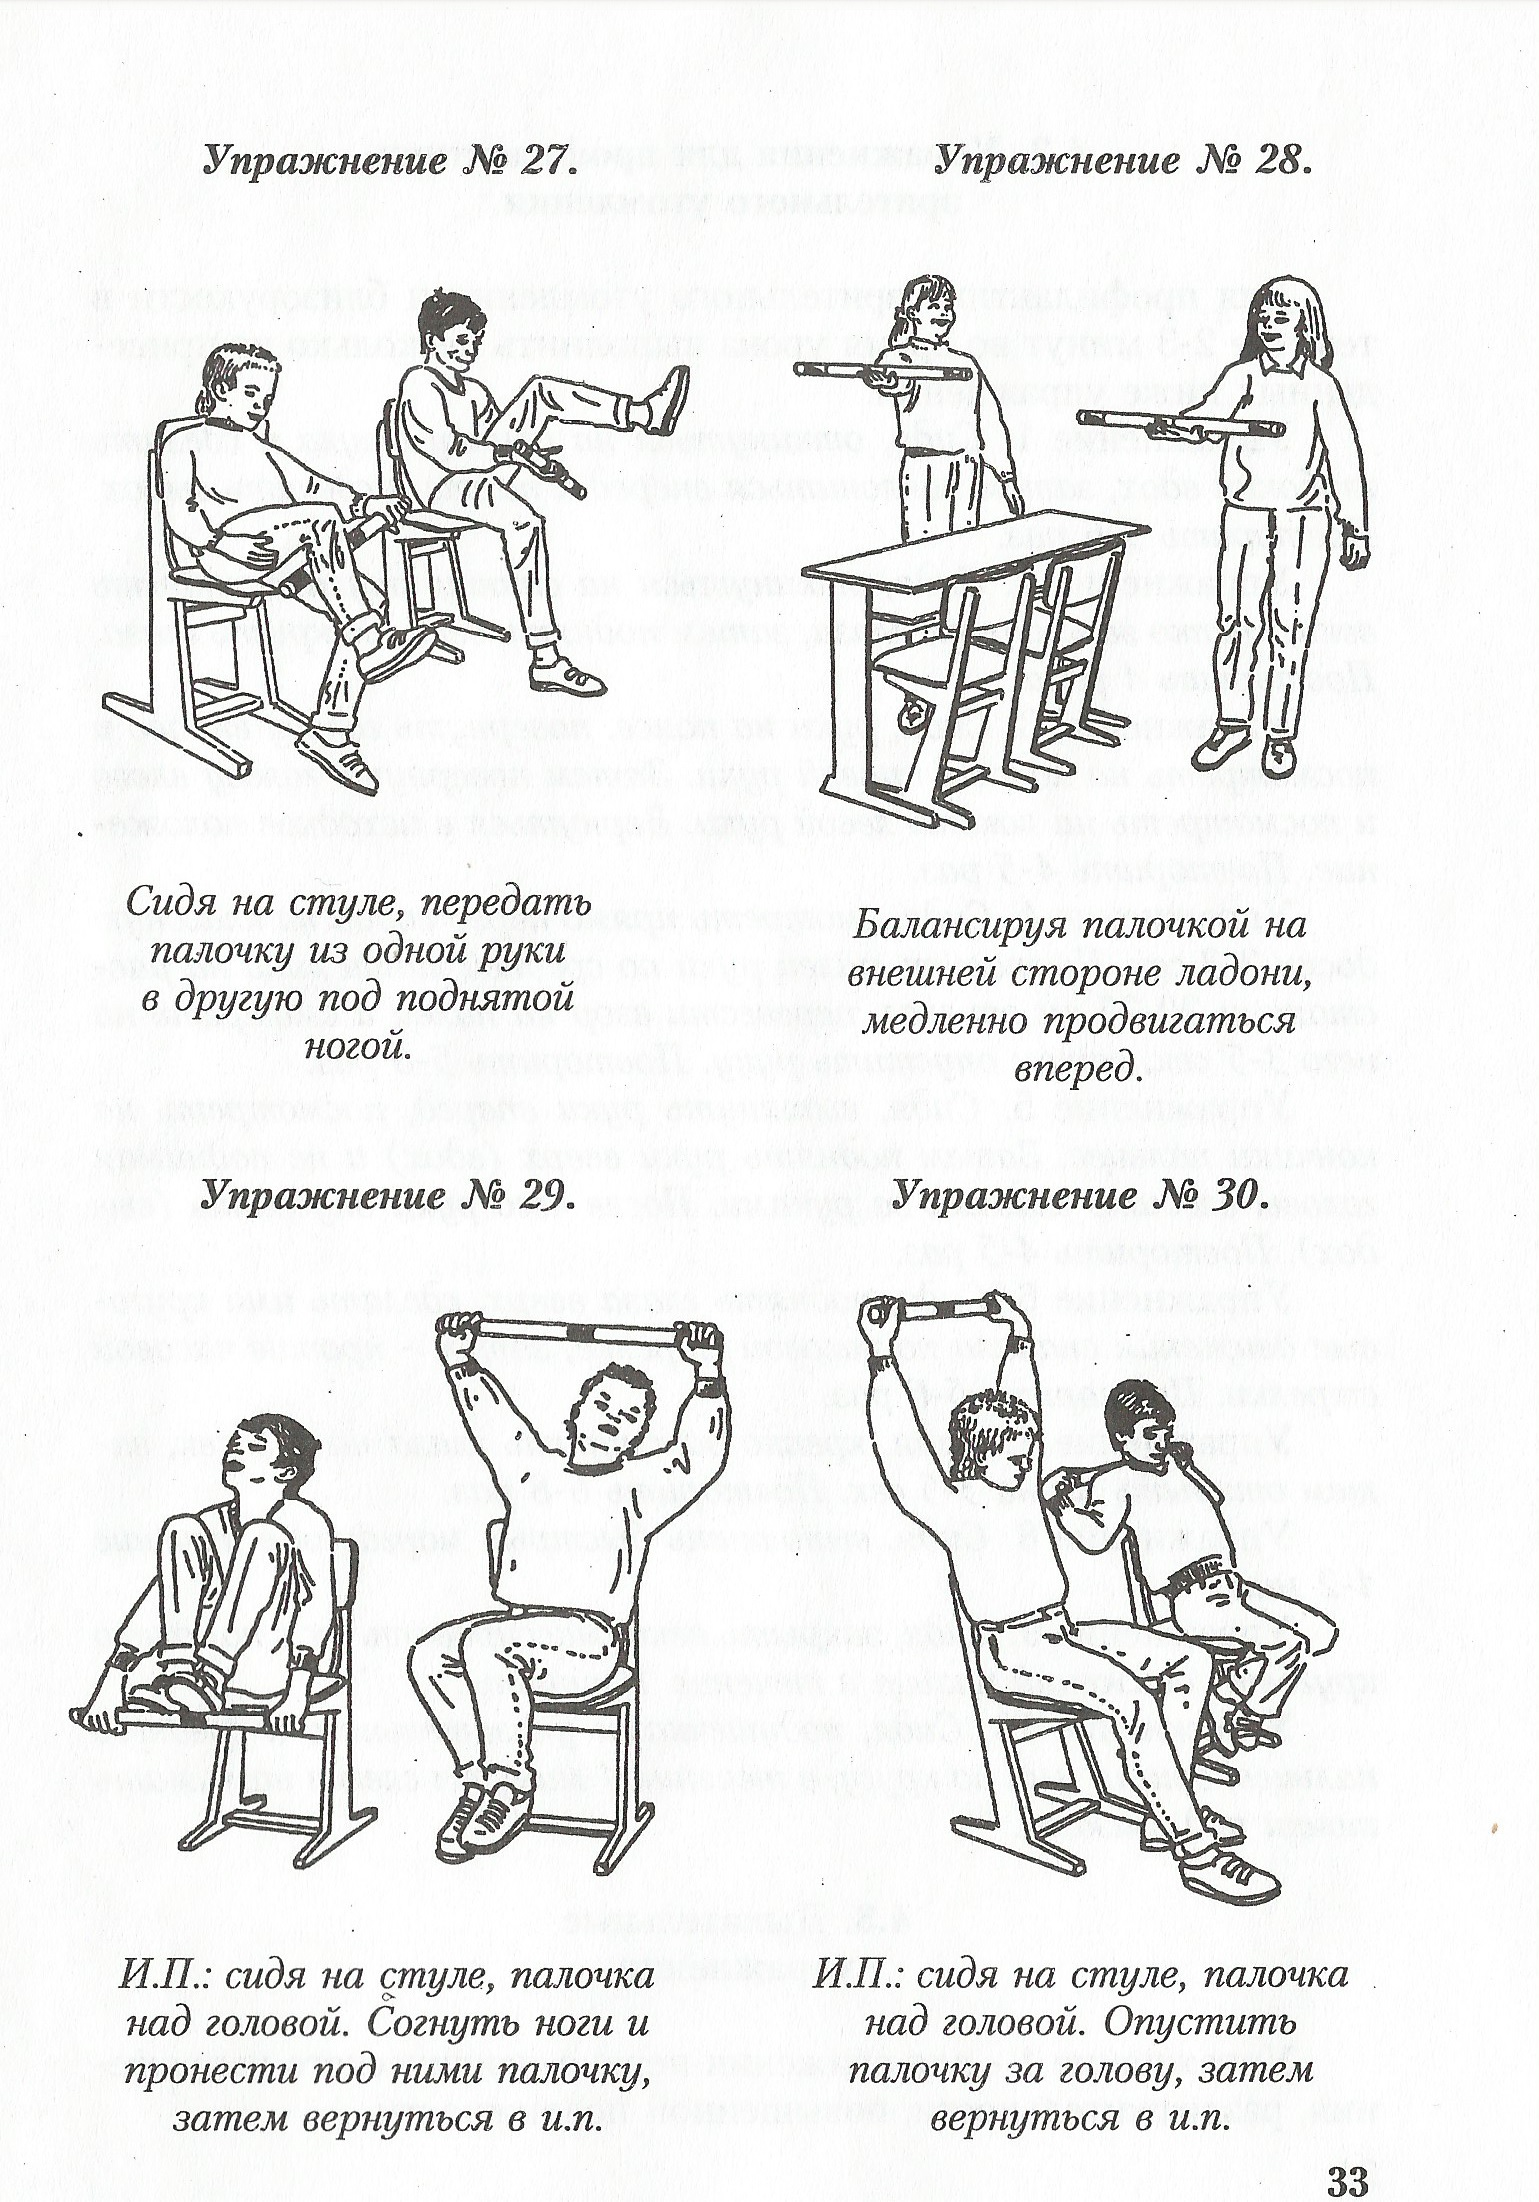 Упражнение № 27.
Сидя на стуле, передать
палочку из одной руки
в другую под поднятой
ногой.
Упражнение № 28.
Балансируя палочкой на
внешней стороне ладони,
медленно продвигаться
вперед.
Упражнение № 29.
И.П.: сидя на стуле, палочка
над головой. Согнуть ноги и
пронести под ними палочку,
затем вернуться в и.п.
Упражнение № 30.
И.П.: сидя на стуле, палочка
над головой. Опустить
палочку за голову, затем
вернуться в и.п.
33